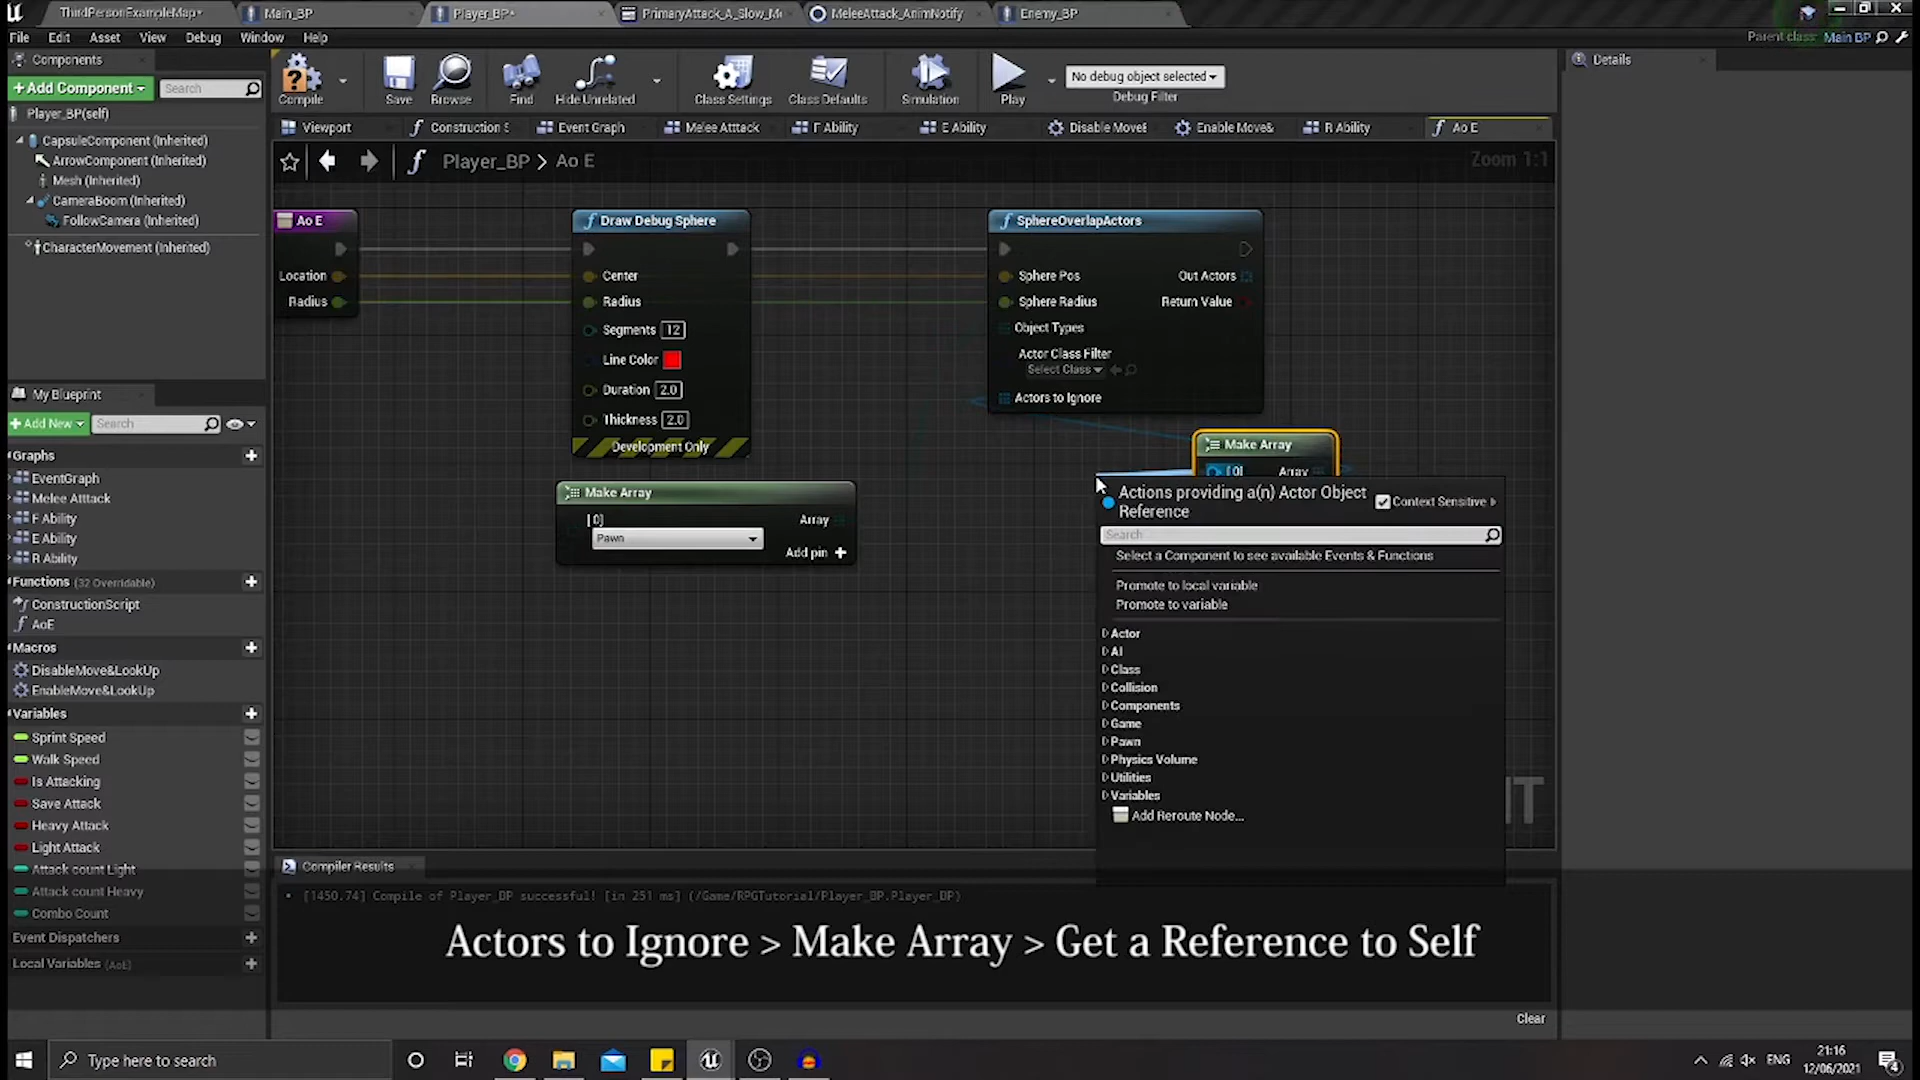 ThirdPersonExampleMap*
Main_BP
Player_BP*
PrimaryAttack_A_Slow_Mo
MeleeAttack_AnimNotify
Enemy_BP
File
Edit
Asset
View
Debug
Window
Help
Parent class: Main BP
Components
+Add Component
Search
Player_BP(self)
CapsuleComponent (Inherited)
ArrowComponent (Inherited)
Mesh (Inherited)
CameraBoom (Inherited)
FollowCamera (Inherited)
CharacterMovement (Inherited)
Compile
Save
Browse
Find
Hide Unrelated
Class Settings
Class Defaults
Simulation
Play
No debug object selected
Debug Filter
Details
Viewport
Construction S
Event Graph
Melee Atttack
F Ability
E Ability
Disable Move&
Enable Move&
R Ability
Ao E
Player_BP > Ao E
Zoom 1:1
Ao E
Location
Radius
Draw Debug Sphere
Center
Radius
Segments 12
Line Color
Duration 2.0
Thickness 2.0
Development Only
SphereOverlapActors
Sphere Pos
Out Actors
Sphere Radius
Return Value
Object Types
Actor Class Filter
Select Class
Actors to Ignore
Make Array
[0]
Array
Pawn
Add pin +
Make Array
[0]
Array
Actions providing a(n) Actor Object
Reference
Context Sensitive
Search
Select a Component to see available Events & Functions
Promote to local variable
Promote to variable
Actor
AI
Class
Collision
Components
Game
Pawn
Physics Volume
Utilities
Variables
Add Reroute Node...
My Blueprint
+Add New
Search
Graphs
EventGraph
Melee Atttack
F Ability
E Ability
R Ability
Functions (32 Overridable)
ConstructionScript
AoE
Macros
DisableMove&LookUp
EnableMove&LookUp
Variables
Sprint Speed
Walk Speed
Is Attacking
Save Attack
Heavy Attack
Light Attack
Attack count Light
Attack count Heavy
Combo Count
Event Dispatchers
Local Variables (AoE)
Compiler Results
[1450.74] Compile of Player_BP successful! [in 251 ms] (/Game/RPGTutorial/Player_BP.Player_BP)
Actors to Ignore > Make Array > Get a Reference to Self
Clear
Type here to search
ENG
21:16
12/06/2021
4